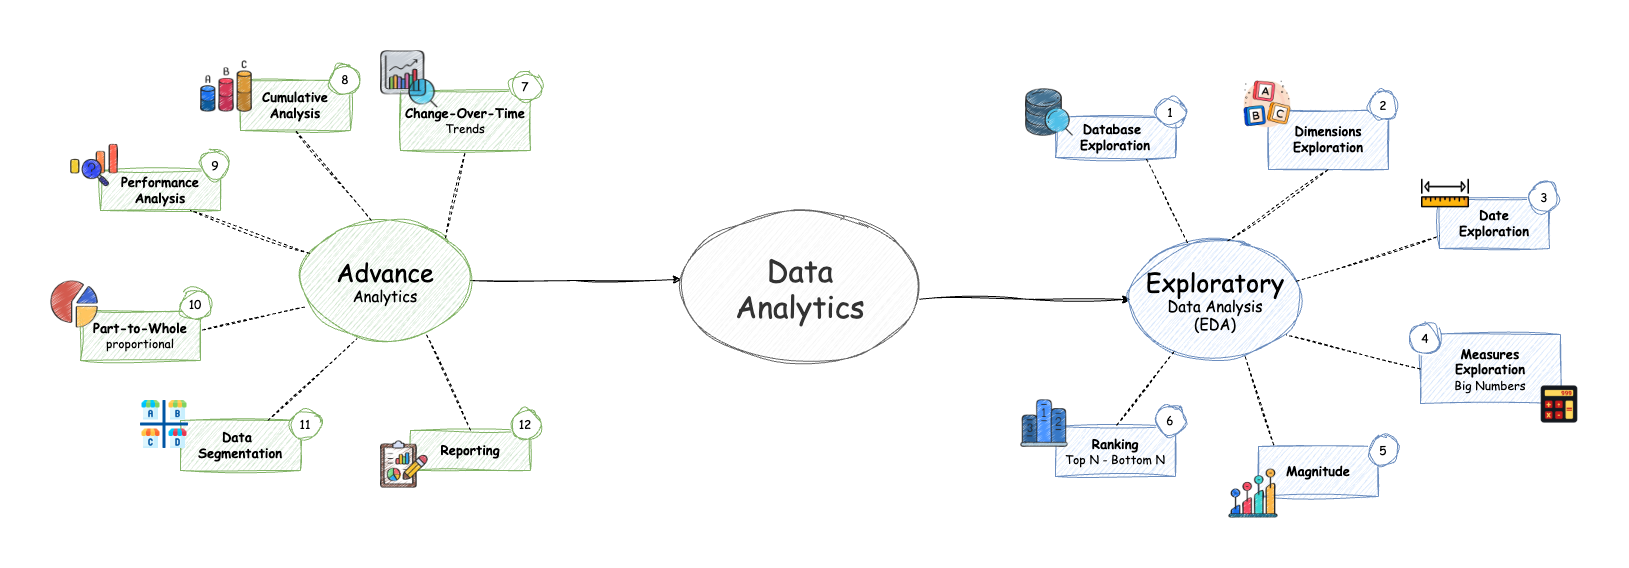 A
B
C
8
Cumulative
Analysis
7
Change-Over-Time
Trends
9
Performance
Analysis
10
Part-to-Whole
proportional
A
B
C
D
11
Data
Segmentation
12
Reporting
Advance
Analytics
Data
Analytics
Exploratory
Data Analysis
(EDA)
1
Database
Exploration
A
B
C
2
Dimensions
Exploration
3
Date
Exploration
4
Measures
Exploration
Big Numbers
5
Magnitude
6
Ranking
Top N - Bottom N